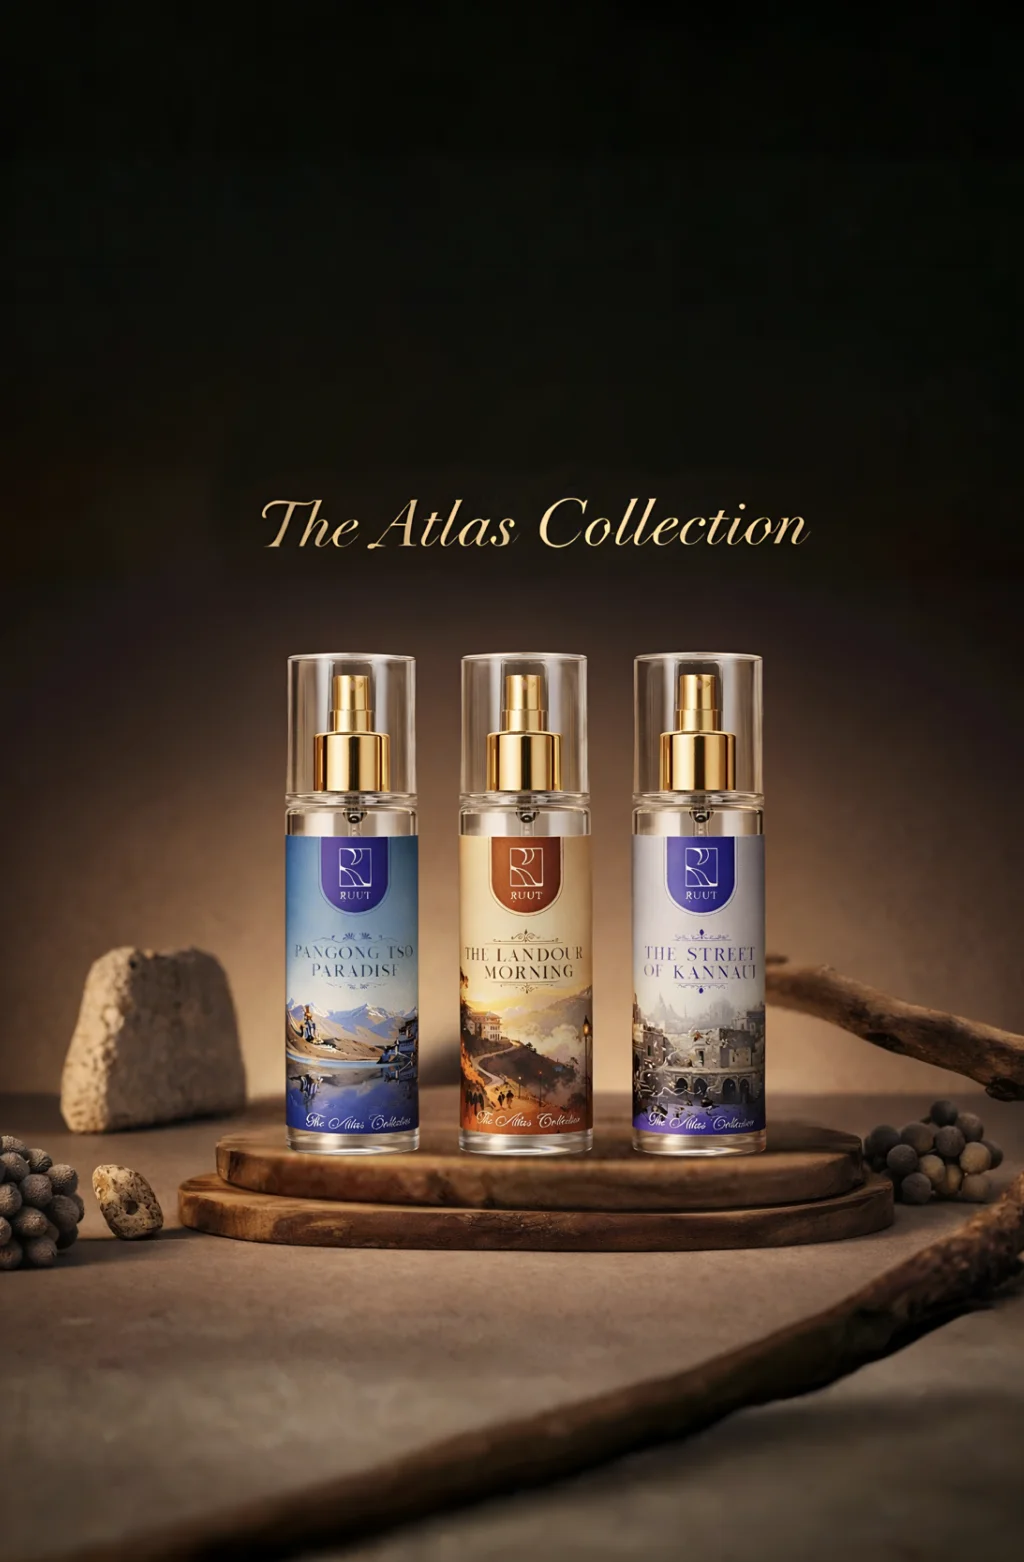 The Atlas Collection
RUUT
PANGONG TSO
PARADISE
The Atlas Collection
RUUT
THE LANDOUR
MORNING
The Atlas Collection
RUUT
THE STREET
OF KANNAUJ
The Atlas Collection